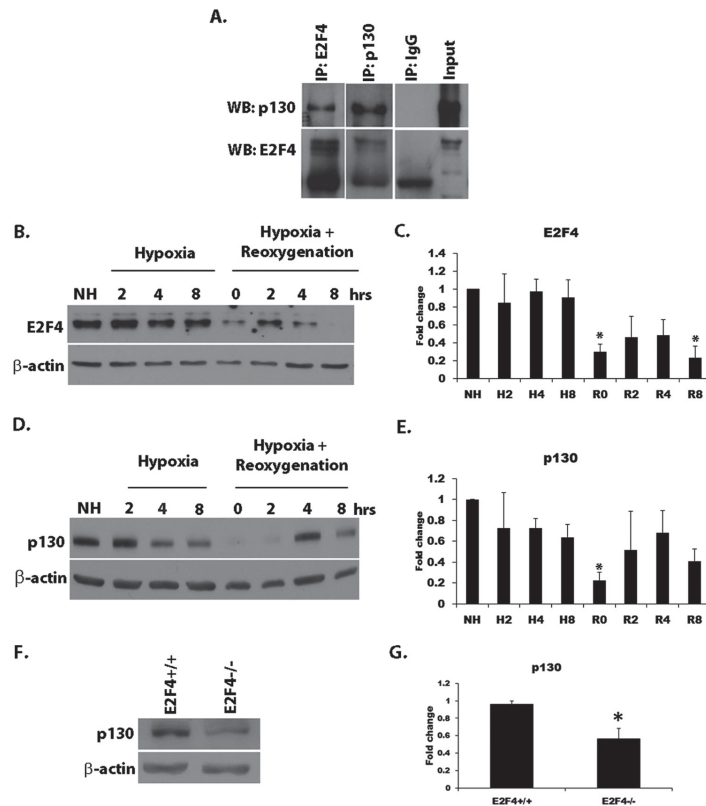 A.
IP: E2F4
IP: p130
IP: IgG
Input
WB: p130
WB: E2F4
B.
Hypoxia
Hypoxia +
Reoxygenation
NH 2 4 8 0 2 4 8 hrs
E2F4
β-actin
C.
E2F4
Fold change
1.4
1.2
1
0.8
0.6
0.4
0.2
0
* *
NH H2 H4 H8 R0 R2 R4 R8
D.
Hypoxia
Hypoxia +
Reoxygenation
NH 2 4 8 0 2 4 8 hrs
p130
β-actin
E.
p130
Fold change
1.2
1
0.8
0.6
0.4
0.2
0
*
NH H2 H4 H8 R0 R2 R4 R8
F.
E2F4+/+
E2F4-/-
p130
β-actin
G.
p130
Fold change
1.2
1
0.8
0.6
0.4
0.2
0
*
E2F4+/+ E2F4-/-